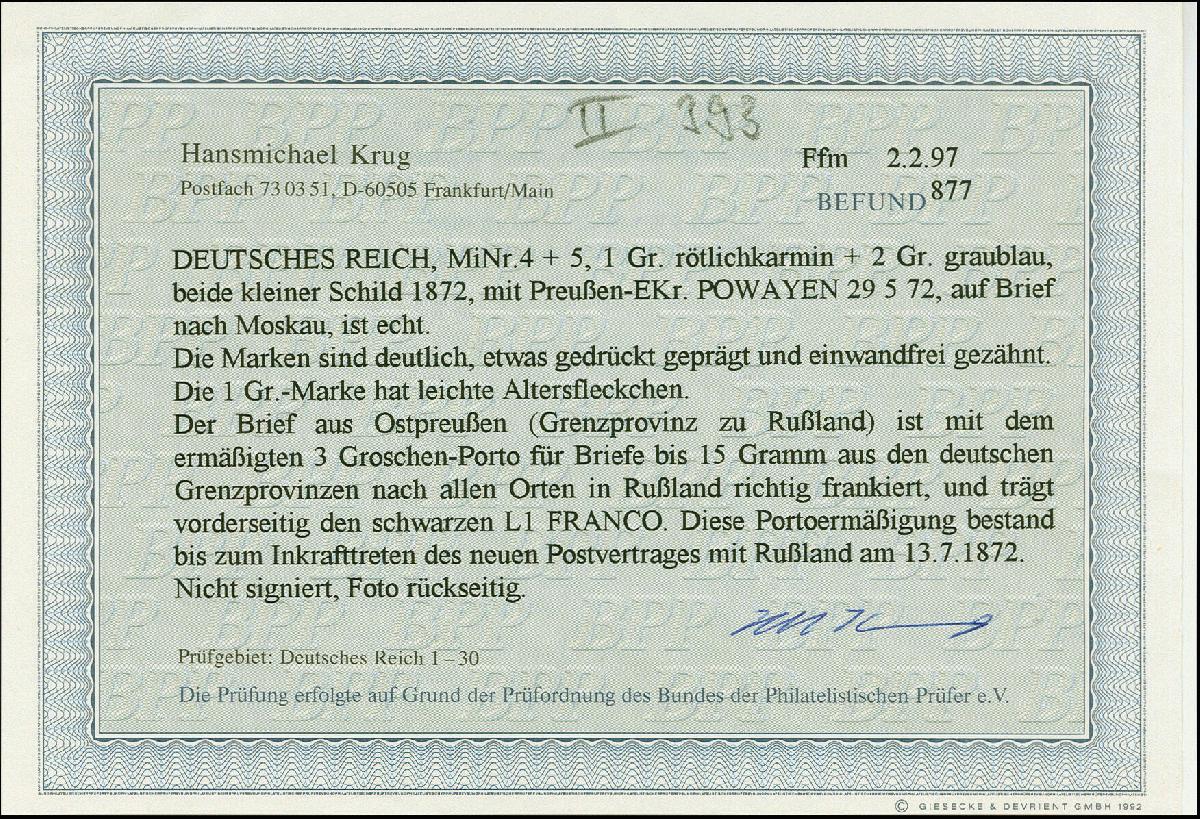 II 393
Hansmichael Krug
Ffm 2.2.97
Postfach 73 03 51, D-60505 Frankfurt/Main
BEFUND 877
DEUTSCHES REICH, MiNr.4 + 5, 1 Gr. rötlichkarmin + 2 Gr. graublau,
beide kleiner Schild 1872, mit Preußen-EKr. POWAYEN 29 5 72, auf Brief
nach Moskau, ist echt.
Die Marken sind deutlich, etwas gedrückt geprägt und einwandfrei gezähnt.
Die 1 Gr.-Marke hat leichte Altersfleckchen.
Der Brief aus Ostpreußen (Grenzprovinz zu Rußland) ist mit dem
ermäßigten 3 Groschen-Porto für Briefe bis 15 Gramm aus den deutschen
Grenzprovinzen nach allen Orten in Rußland richtig frankiert, und trägt
vorderseitig den schwarzen L1 FRANCO. Diese Portoermäßigung bestand
bis zum Inkrafttreten des neuen Postvertrages mit Rußland am 13.7.1872.
Nicht signiert, Foto rückseitig.
Prüfgebiet: Deutsches Reich 1–30
Die Prüfung erfolgte auf Grund der Prüfordnung des Bundes der Philatelistischen Prüfer e.V.
© GIESECKE & DEVRIENT GMBH 1992